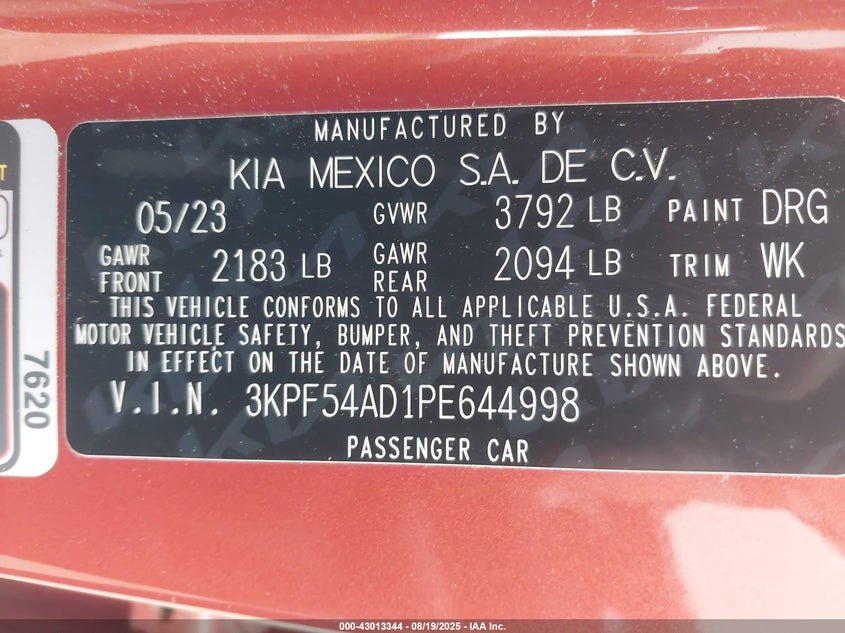 MANUFACTURED BY
KIA MEXICO S.A. DE C.V.
05/23 GVWR 3792 LB PAINT DRG
GAWR FRONT 2183 LB GAWR REAR 2094 LB TRIM WK
THIS VEHICLE CONFORMS TO ALL APPLICABLE U.S.A. FEDERAL
MOTOR VEHICLE SAFETY, BUMPER, AND THEFT PREVENTION STANDARDS
IN EFFECT ON THE DATE OF MANUFACTURE SHOWN ABOVE.
V.I.N. 3KPF54AD1PE644998
PASSENGER CAR
7620
000-43013344 - 08/19/2025 - IAA Inc.